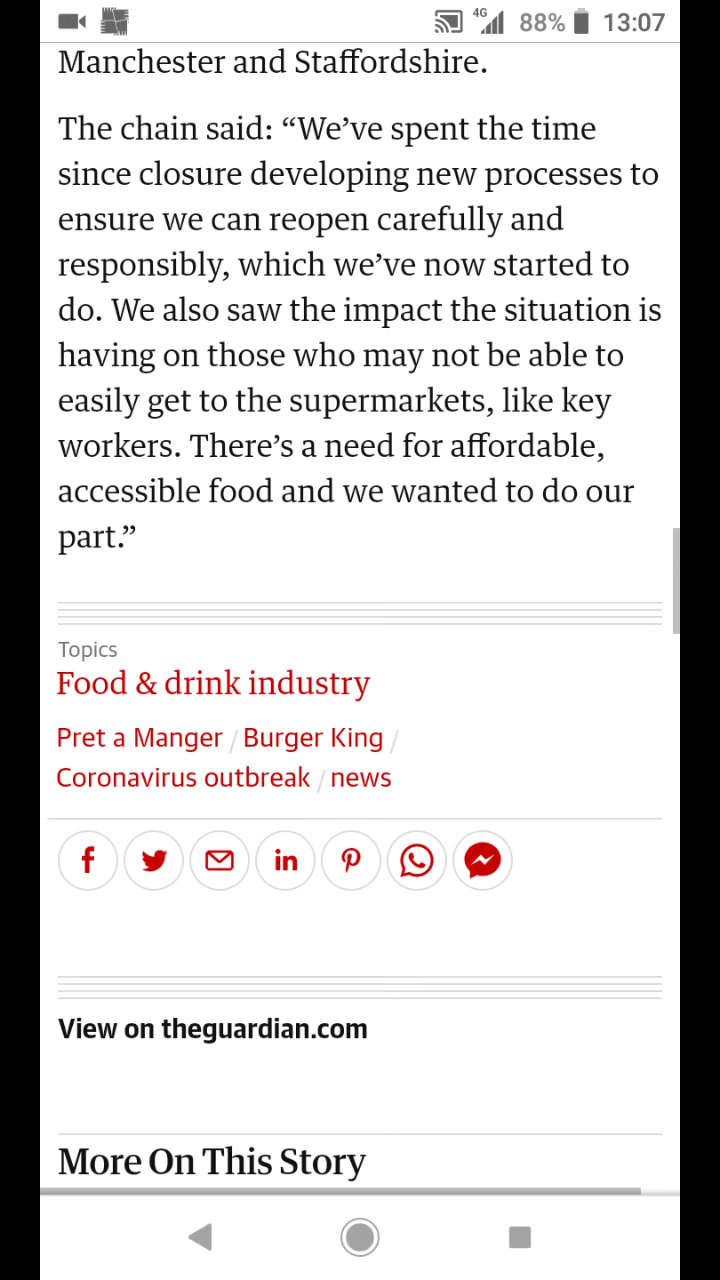 4G 88% 13:07
Manchester and Staffordshire.
The chain said: “We’ve spent the time
since closure developing new processes to
ensure we can reopen carefully and
responsibly, which we’ve now started to
do. We also saw the impact the situation is
having on those who may not be able to
easily get to the supermarkets, like key
workers. There’s a need for affordable,
accessible food and we wanted to do our
part.”
Topics
Food & drink industry
Pret a Manger / Burger King /
Coronavirus outbreak / news
View on theguardian.com
More On This Story